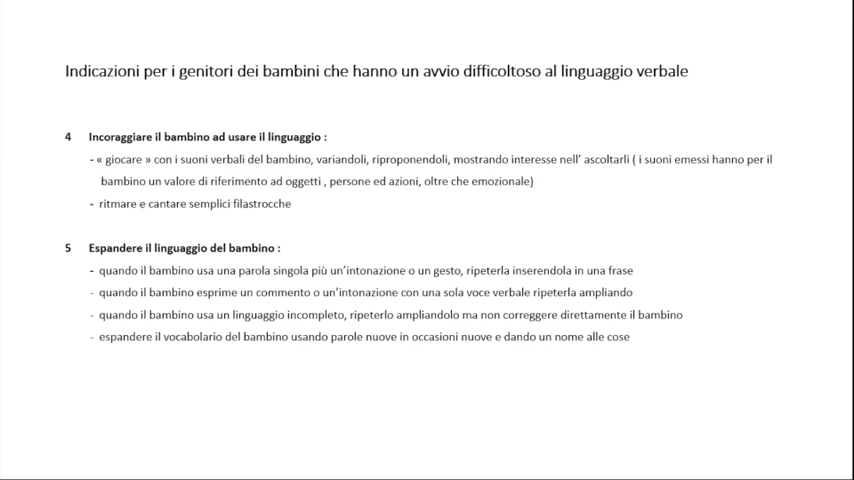 Indicazioni per i genitori dei bambini che hanno un avvio difficoltoso al linguaggio verbale
4 Incoraggiare il bambino ad usare il linguaggio :
- « giocare » con i suoni verbali del bambino, variandoli, riproponendoli, mostrando interesse nell' ascoltarli ( i suoni emessi hanno per il
bambino un valore di riferimento ad oggetti , persone ed azioni, oltre che emozionale)
- ritmare e cantare semplici filastrocche
5 Espandere il linguaggio del bambino :
- quando il bambino usa una parola singola più un'intonazione o un gesto, ripeterla inserendola in una frase
- quando il bambino esprime un commento o un'intonazione con una sola voce verbale ripeterla ampliando
- quando il bambino usa un linguaggio incompleto, ripeterlo ampliandolo ma non correggere direttamente il bambino
- espandere il vocabolario del bambino usando parole nuove in occasioni nuove e dando un nome alle cose